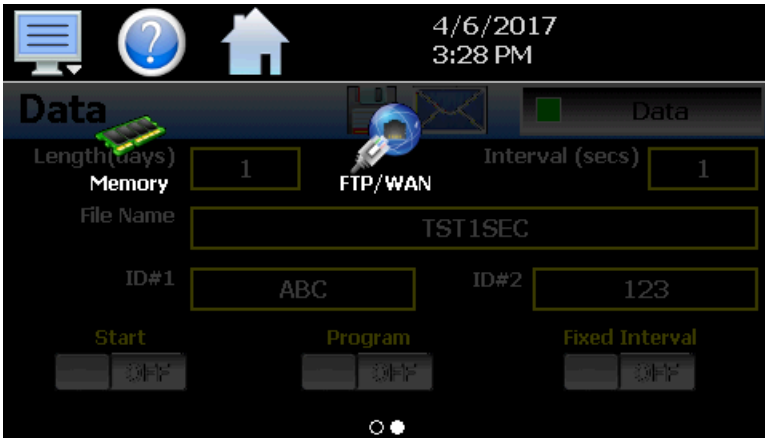 4/6/2017
3:28 PM
Data
Data
Length(days)
1
Interval (secs)
1
Memory
FTP/WAN
File Name
TST1SEC
ID#1
ABC
ID#2
123
Start
Program
Fixed Interval
OFF
OFF
OFF